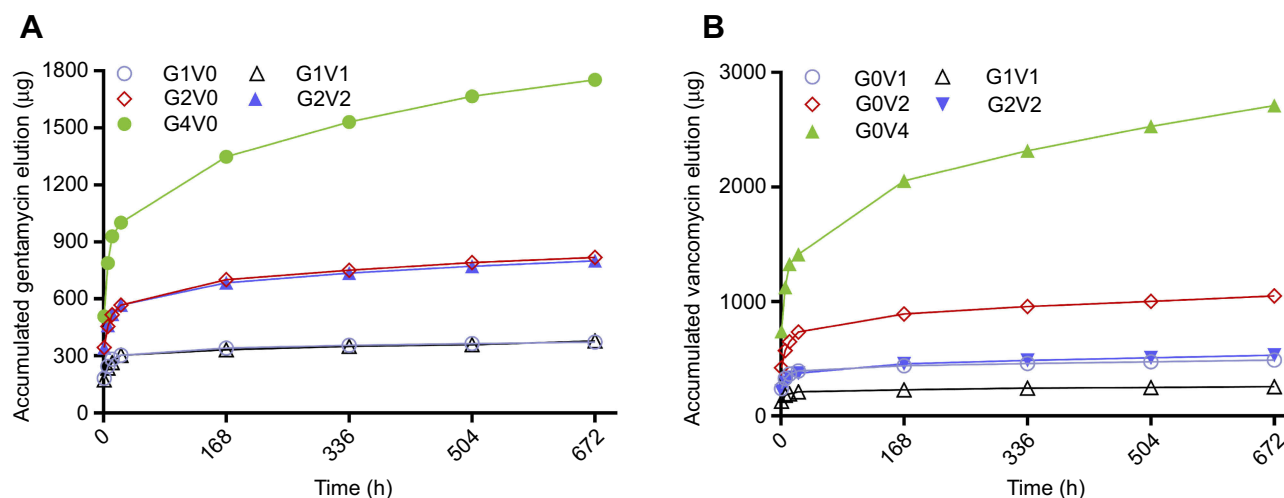 A
Accumulated gentamycin elution (µg)
1800
1500
1200
900
600
300
0
G1V0
G1V1
G2V0
G2V2
G4V0
0
168
336
504
672
Time (h)
B
Accumulated vancomycin elution (µg)
3000
2000
1000
0
G0V1
G1V1
G0V2
G2V2
G0V4
0
168
336
504
672
Time (h)